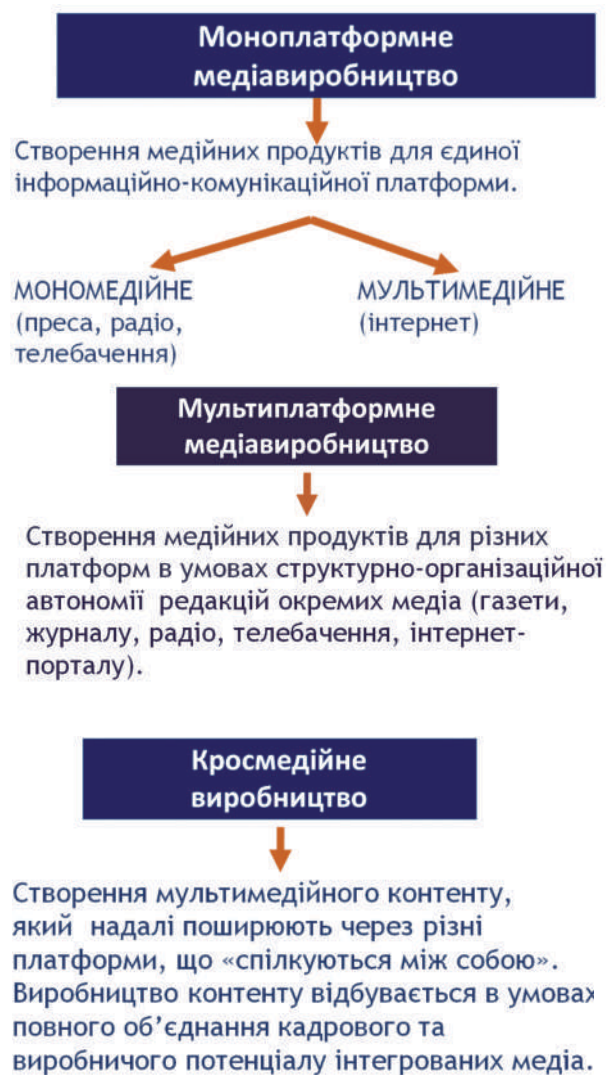 Моноплатформне
медіавиробництво
Створення медійних продуктів для єдиної
інформаційно-комунікаційної платформи.
МОНОМЕДІЙНЕ
(преса, радіо,
телебачення)
МУЛЬТИМЕДІЙНЕ
(інтернет)
Мультиплатформне
медіавиробництво
Створення медійних продуктів для різних
платформ в умовах структурно-організаційної
автономії редакцій окремих медіа (газети,
журналу, радіо, телебачення, інтернет-
порталу).
Кросмедійне
виробництво
Створення мультимедійного контенту,
який надалі поширюють через різні
платформи, що «спілкуються між собою».
Виробництво контенту відбувається в умовах
повного об’єднання кадрового та
виробничого потенціалу інтегрованих медіа.